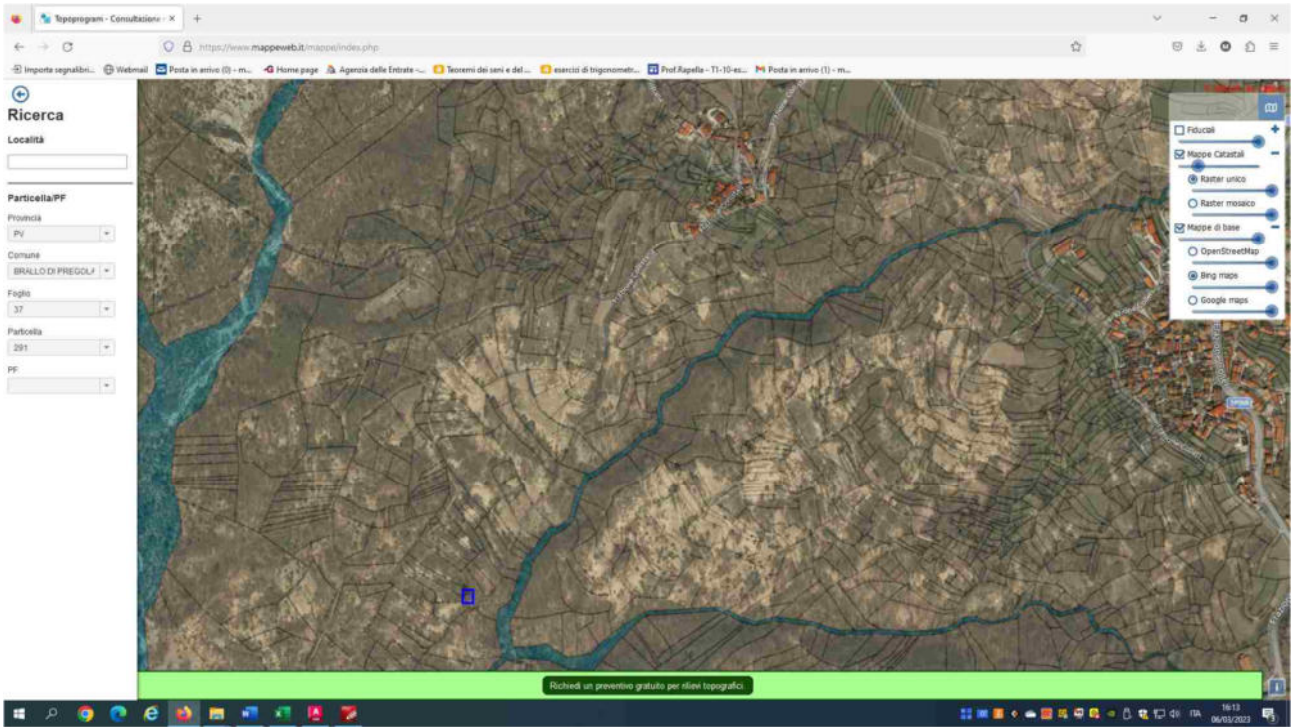 Topoprogram - Consultazione
https://www.mappeweb.it/mappe/index.php
Importa segnalibri...
Webmail
Posta in arrivo (0) - m...
Home page
Agenzia delle Entrate -...
Teoremi dei seni e del ...
esercizi di trigonometr...
Prof.Rapella - T1-10-es...
Posta in arrivo (1) - m...
Ricerca
Località
Particella/PF
Provincia
PV
Comune
BRALLO DI PREGOLA
Foglio
37
Particella
291
PF
Fiduciali
Mappe Catastali
Raster unico
Raster mosaico
Mappe di base
OpenStreetMap
Bing maps
Google maps
Richiedi un preventivo gratuito per rilievi topografici.
ITA
16:13
06/03/2023